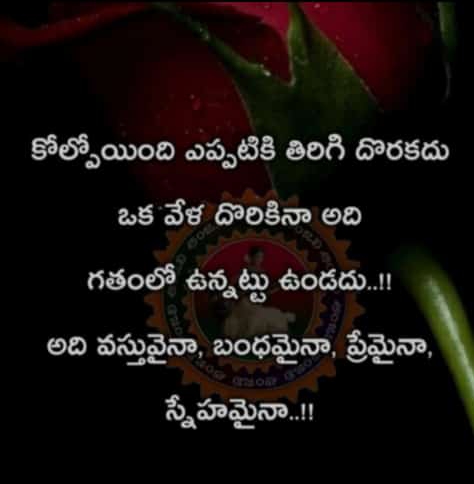 కోల్పోయింది ఎప్పటికి తిరిగి దొరకదు
ఒక వేళ దొరికినా అది
గతంలో ఉన్నట్టు ఉండదు..!!
అది వస్తువైనా, బంధమైనా, ప్రేమైనా,
స్నేహమైనా..!!